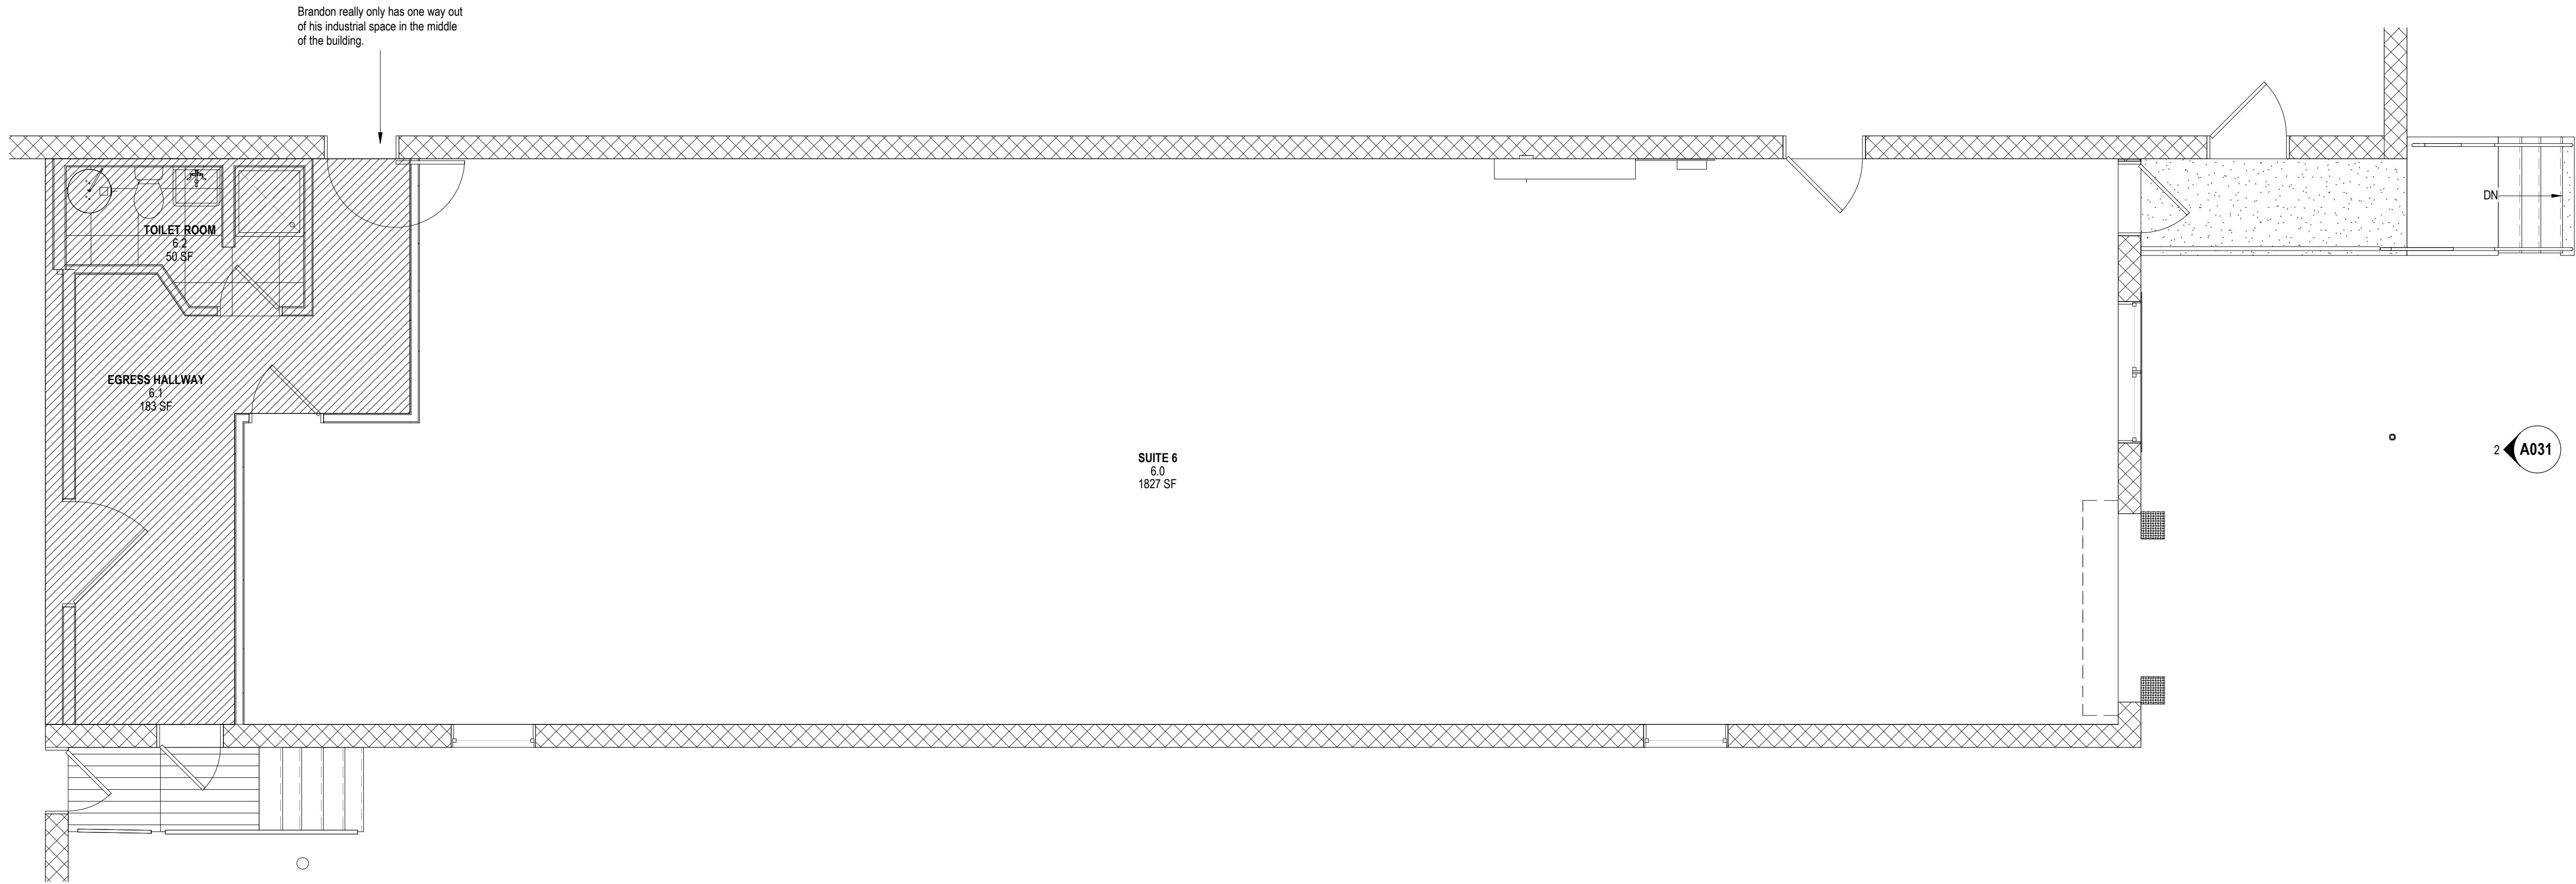 Brandon really only has one way out
of his industrial space in the middle
of the building.
DN
TOILET ROOM
6.2
50 SF
EGRESS HALLWAY
6.1
183 SF
SUITE 6
6.0
1827 SF
2 A031